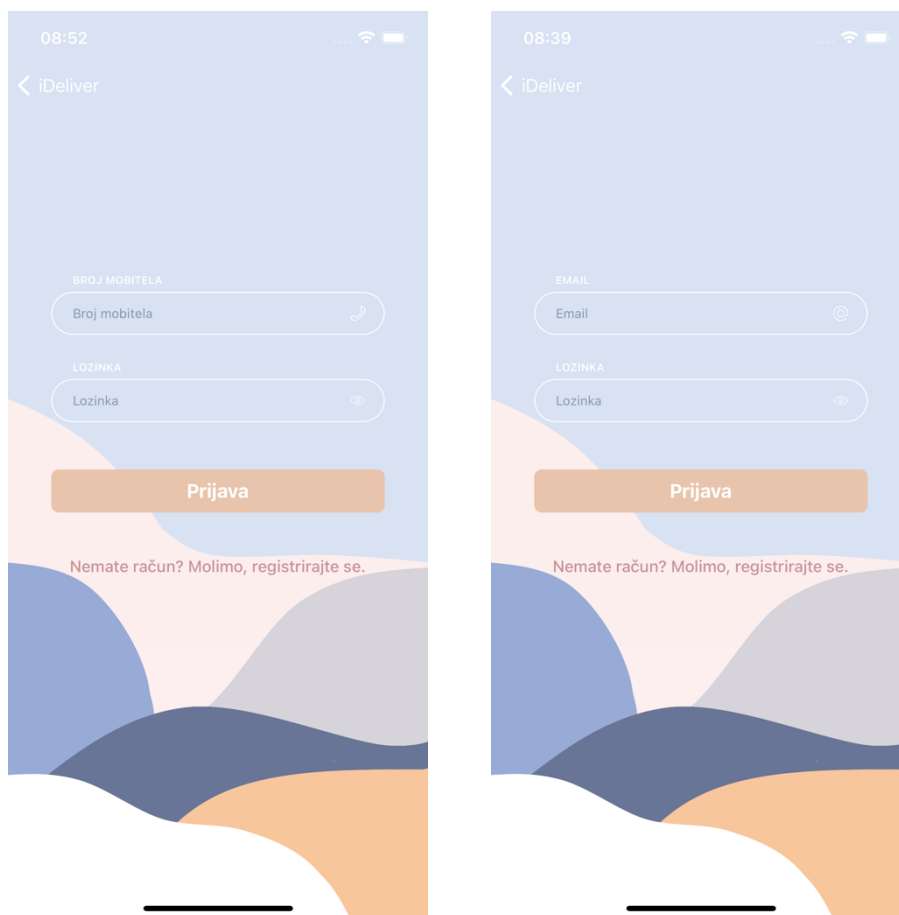 08:52
iDeliver
BROJ MOBITELA
Broj mobitela
LOZINKA
Lozinka
Prijava
Nemate račun? Molimo, registrirajte se.
08:39
iDeliver
EMAIL
Email
LOZINKA
Lozinka
Prijava
Nemate račun? Molimo, registrirajte se.